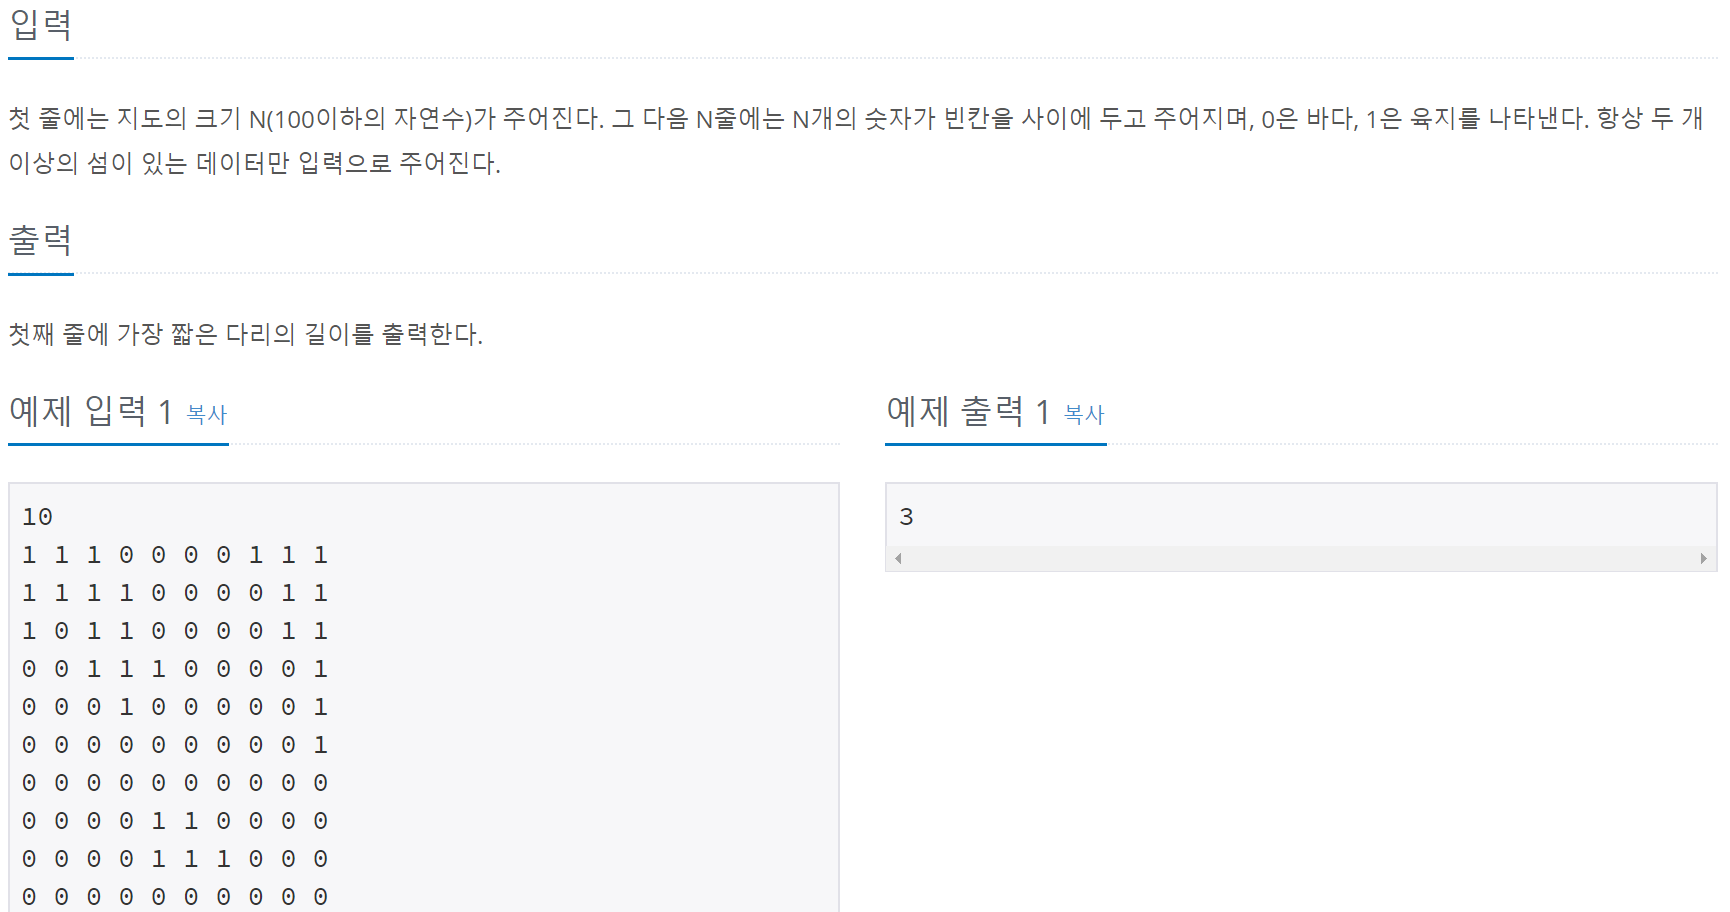 입력
첫 줄에는 지도의 크기 N(100이하의 자연수)가 주어진다. 그 다음 N줄에는 N개의 숫자가 빈칸을 사이에 두고 주어지며, 0은 바다, 1은 육지를 나타낸다. 항상 두 개
이상의 섬이 있는 데이터만 입력으로 주어진다.
출력
첫째 줄에 가장 짧은 다리의 길이를 출력한다.
예제 입력 1 복사
10
1 1 1 0 0 0 0 1 1 1
1 1 1 1 0 0 0 0 1 1
1 0 1 1 0 0 0 0 1 1
0 0 1 1 1 0 0 0 0 1
0 0 0 1 0 0 0 0 0 1
0 0 0 0 0 0 0 0 0 1
0 0 0 0 0 0 0 0 0 0
0 0 0 0 1 1 0 0 0 0
0 0 0 0 1 1 1 0 0 0
0 0 0 0 0 0 0 0 0 0
예제 출력 1 복사
3